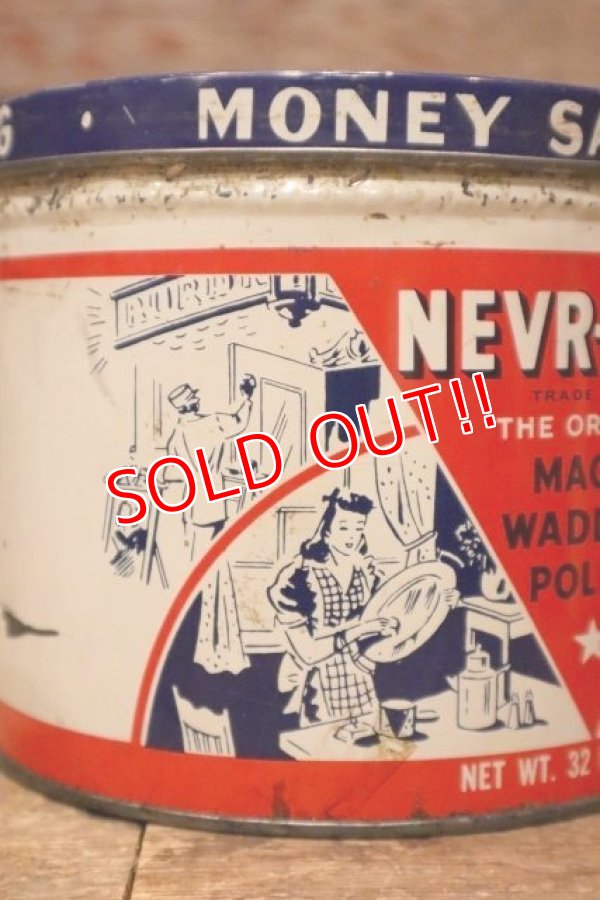 G · MONEY SA
NEVR-
TRADE
THE OR
MAG
WADD
POL
NET WT. 32
SOLD OUT!!